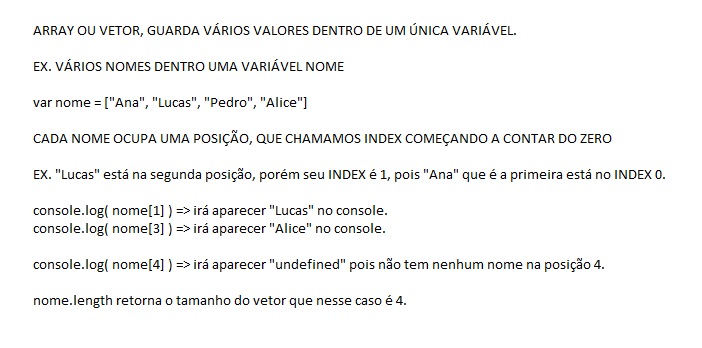 ARRAY OU VETOR, GUARDA VÁRIOS VALORES DENTRO DE UM ÚNICA VARIÁVEL.
EX. VÁRIOS NOMES DENTRO UMA VARIÁVEL NOME
var nome = ["Ana", "Lucas", "Pedro", "Alice"]
CADA NOME OCUPA UMA POSIÇÃO, QUE CHAMAMOS INDEX COMEÇANDO A CONTAR DO ZERO
EX. "Lucas" está na segunda posição, porém seu INDEX é 1, pois "Ana" que é a primeira está no INDEX 0.
console.log( nome[1] ) => irá aparecer "Lucas" no console.
console.log( nome[3] ) => irá aparecer "Alice" no console.
console.log( nome[4] ) => irá aparecer "undefined" pois não tem nenhum nome na posição 4.
nome.length retorna o tamanho do vetor que nesse caso é 4.